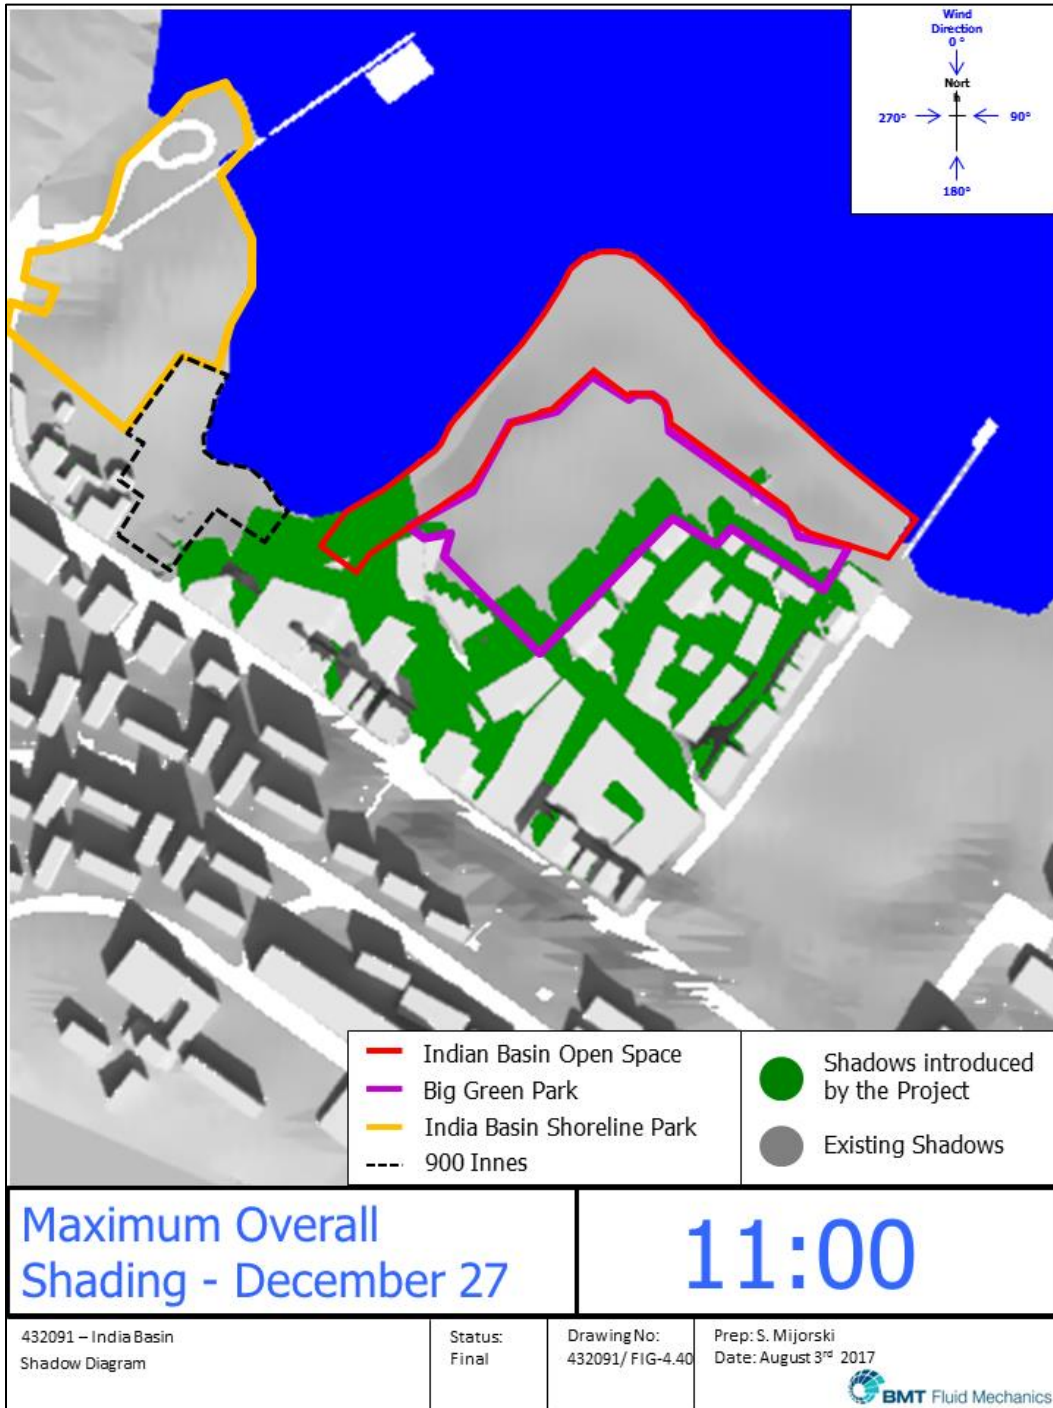 Wind
Direction
0 °
Nort
h
270°
90°
180°
Indian Basin Open Space
Big Green Park
India Basin Shoreline Park
900 Innes
Shadows introduced
by the Project
Existing Shadows
Maximum Overall
Shading - December 27
11:00
432091 – India Basin
Shadow Diagram
Status:
Final
Drawing No:
432091/ FIG-4.40
Prep: S. Mijorski
Date: August 3rd 2017
BMT Fluid Mechanics